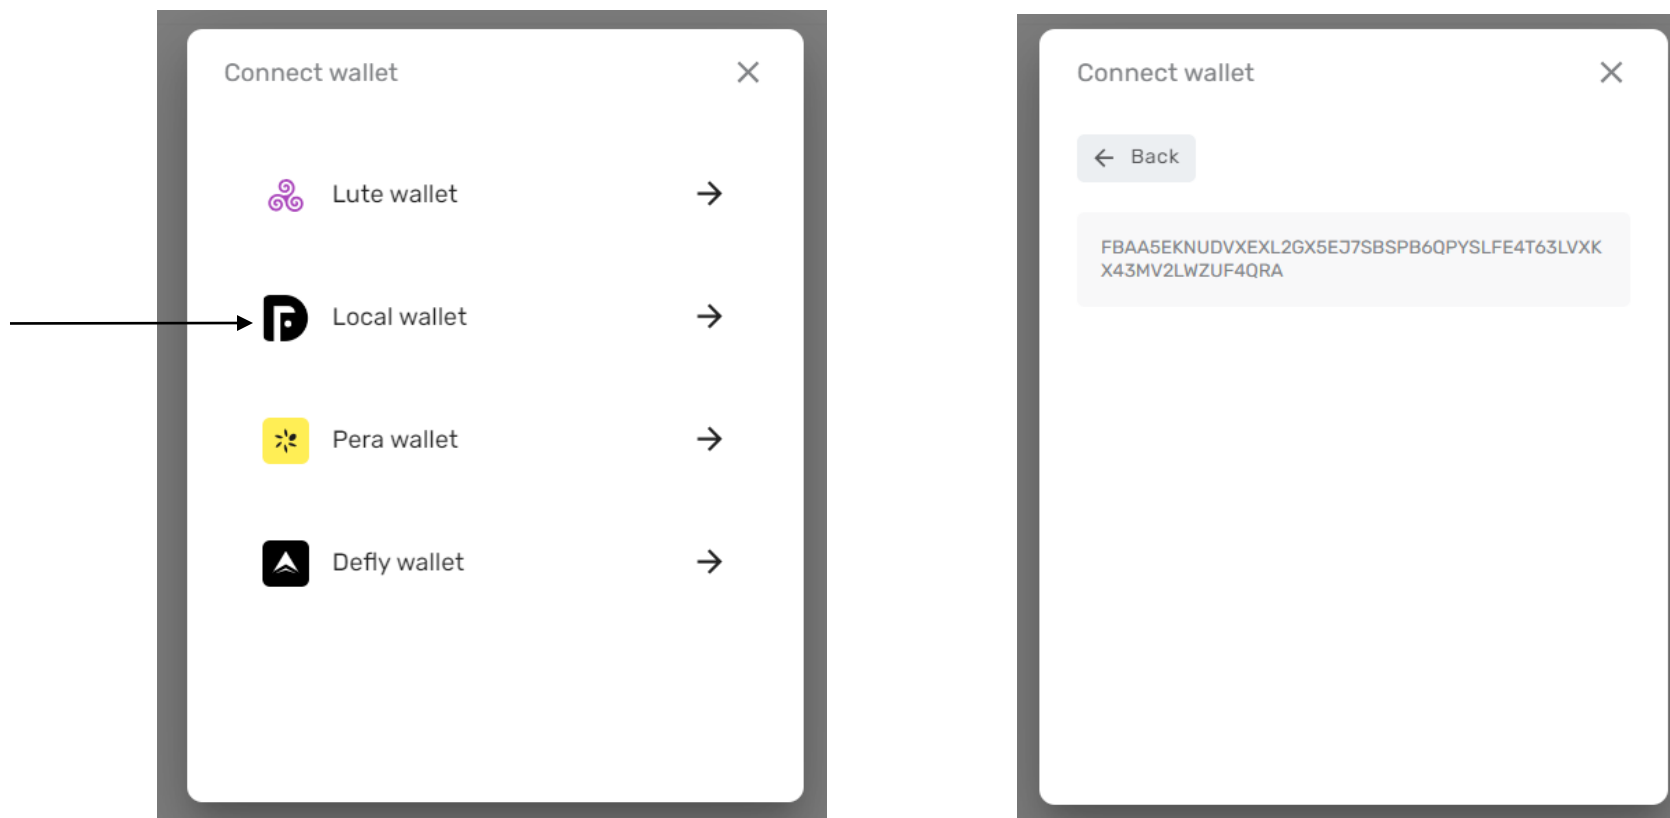 Connect wallet
Lute wallet
Local wallet
Pera wallet
Defly wallet
Connect wallet
Back
FBAA5EKNUDVXEXL2GX5EJ7SBSPB6QPYSLFE4T63LVXK
X43MV2LWZUF4QRA